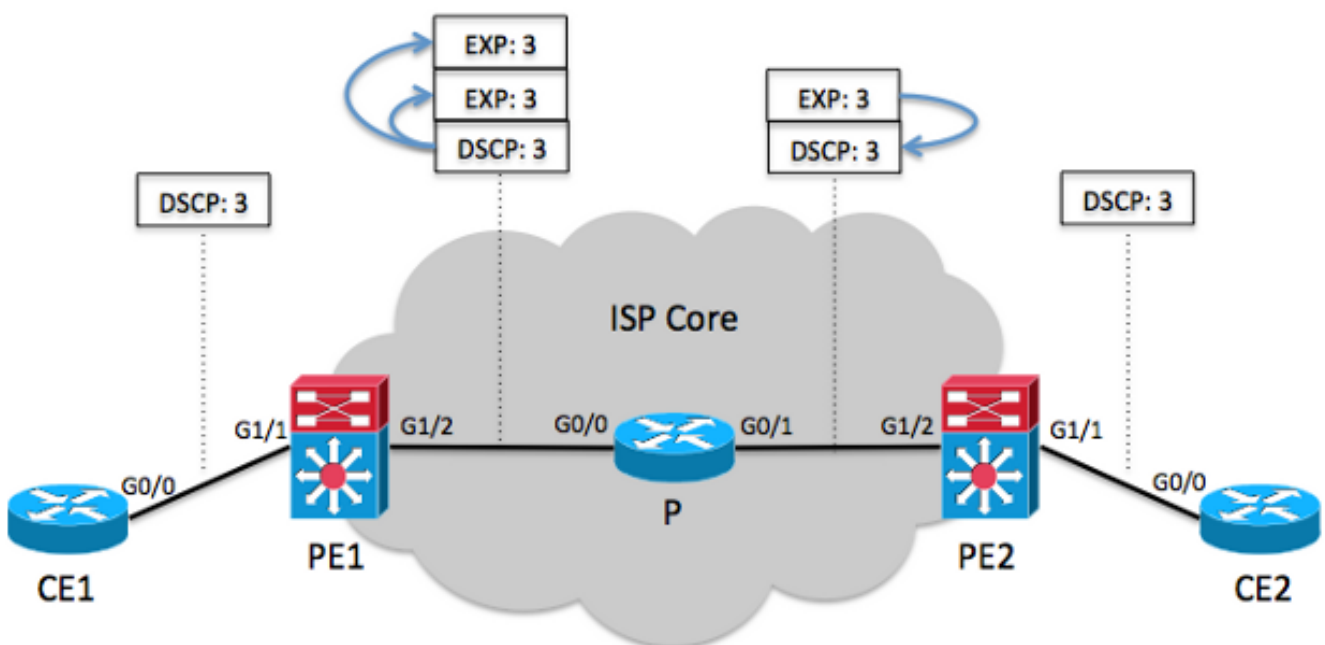 EXP: 3
EXP: 3
DSCP: 3
EXP: 3
DSCP: 3
DSCP: 3
DSCP: 3
ISP Core
G1/1
G1/2
G0/0
G0/1
G1/2
G1/1
G0/0
G0/0
P
PE1
PE2
CE1
CE2